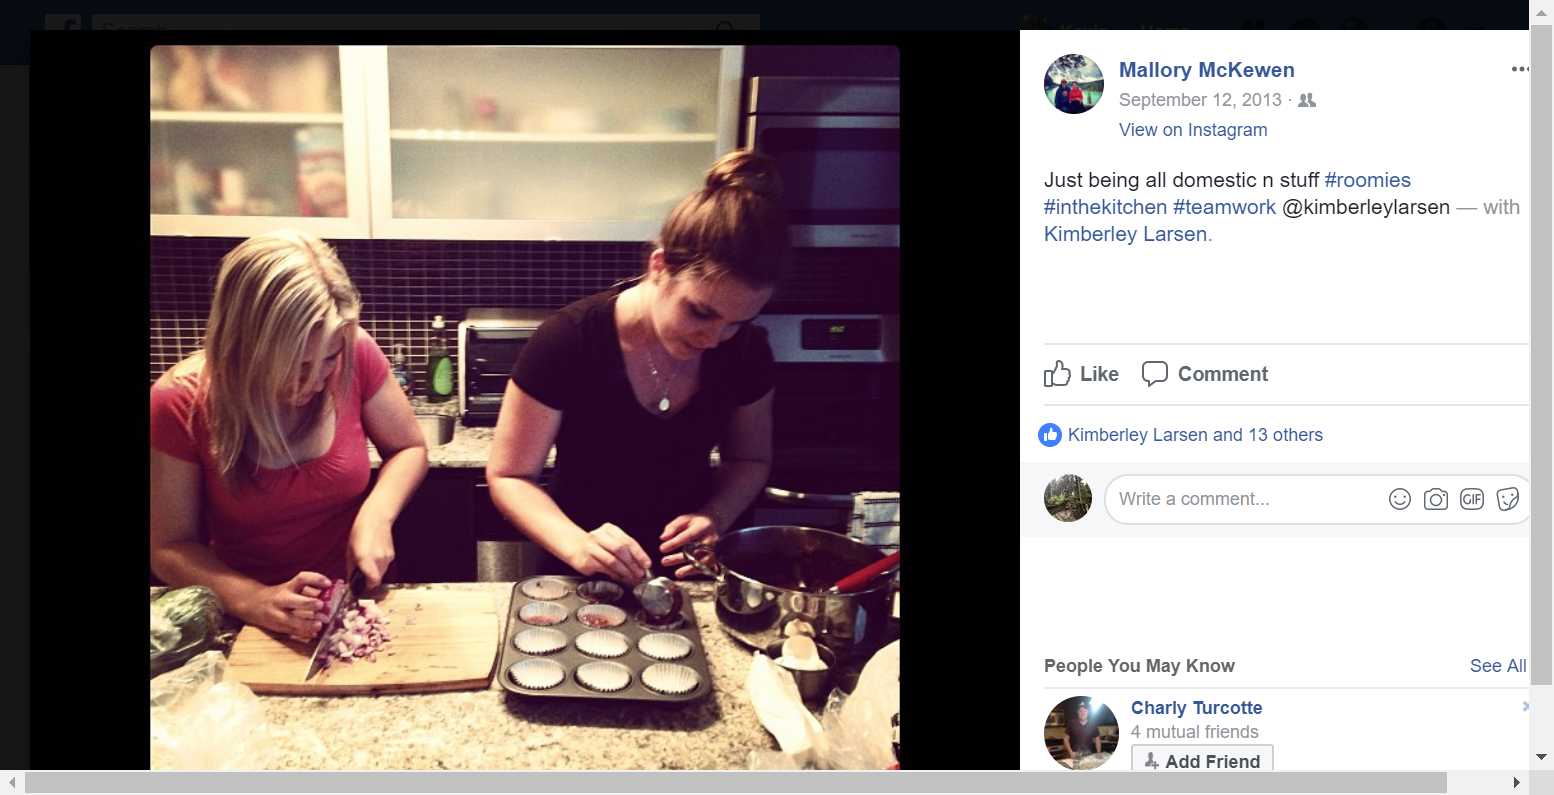 Search
Home
Mallory McKewen
September 12, 2013 ·
View on Instagram
Just being all domestic n stuff #roomies
#inthekitchen #teamwork @kimberleylarsen — with
Kimberley Larsen.
Like Comment
Kimberley Larsen and 13 others
Write a comment...
GIF
People You May Know
See All
Charly Turcotte
4 mutual friends
Add Friend